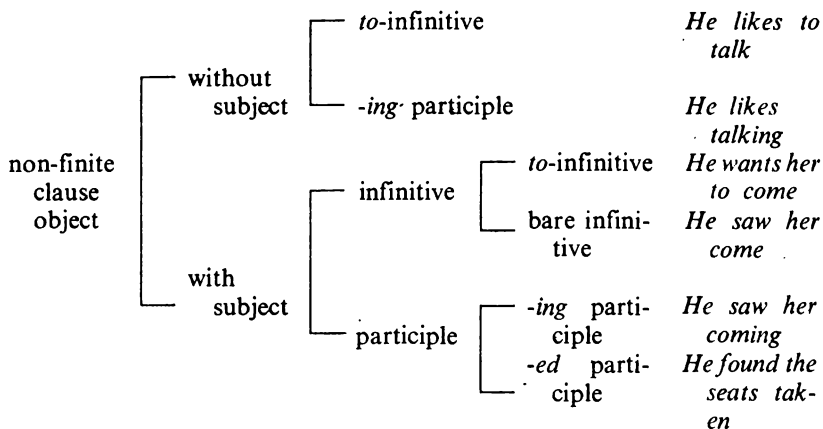 to-infinitive He likes to
talk
without
subject
-ing participle He likes
talking
non-finite
clause
object
to-infinitive He wants her
to come
infinitive
bare infini-
tive He saw her
come
with
subject
-ing parti-
ciple He saw her
coming
participle
-ed parti-
ciple He found the
seats tak-
en